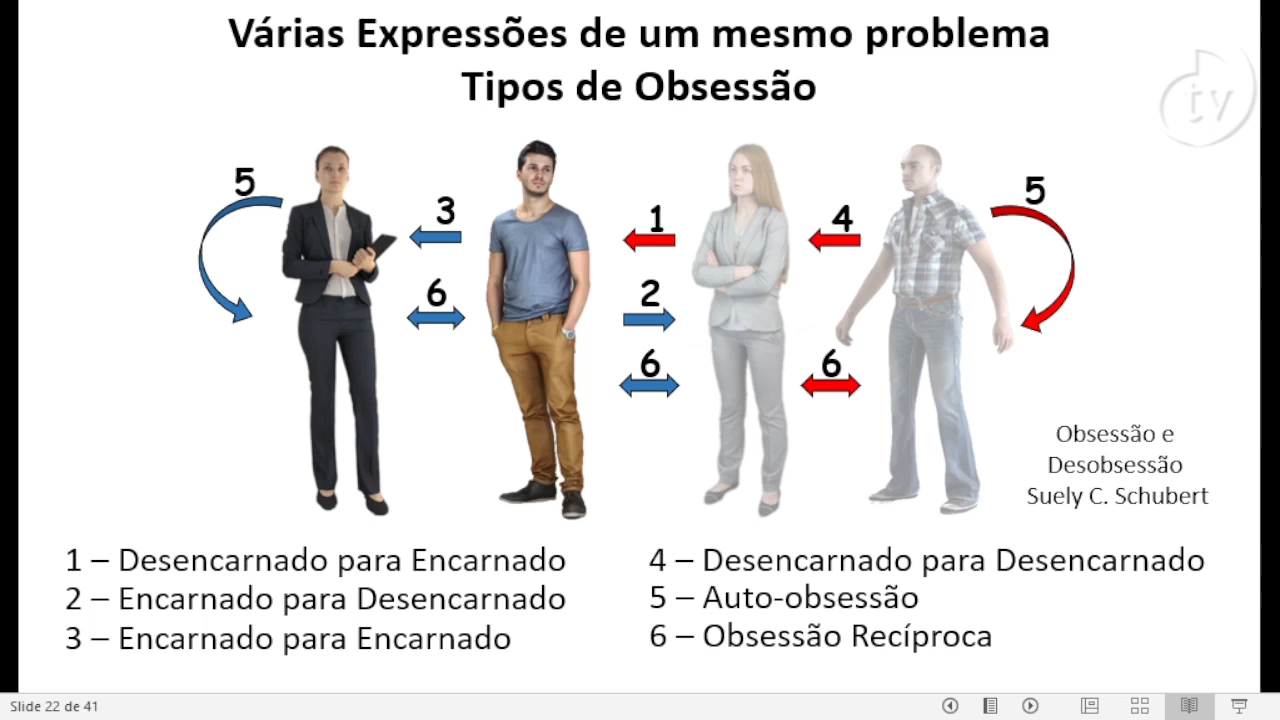 Várias Expressões de um mesmo problema
Tipos de Obsessão
tv
5
3
6
1
2
6
4
6
5
Obsessão e
Desobsessão
Suely C. Schubert
1 – Desencarnado para Encarnado
2 – Encarnado para Desencarnado
3 – Encarnado para Encarnado
4 – Desencarnado para Desencarnado
5 – Auto-obsessão
6 – Obsessão Recíproca
Slide 22 de 41